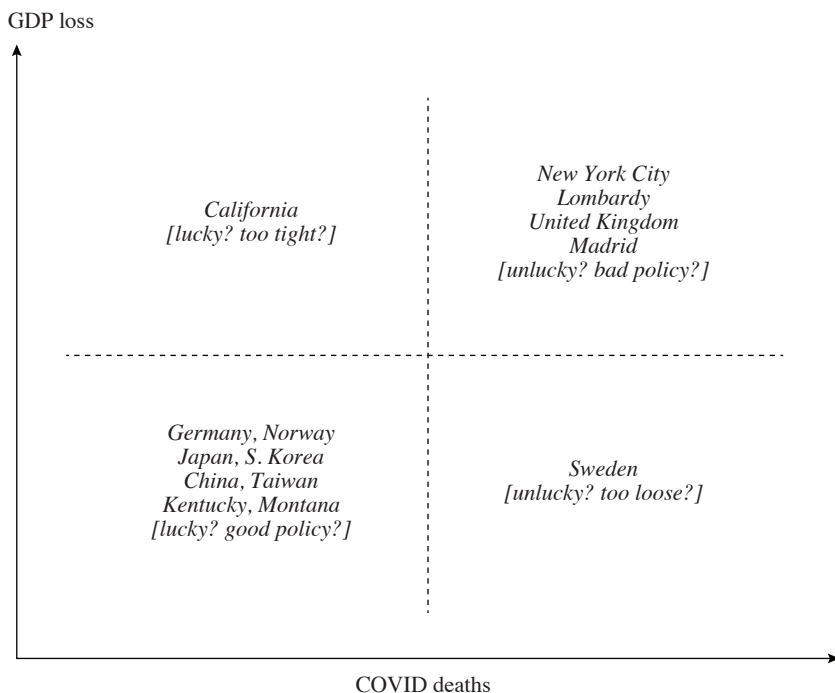 GDP loss
California
[lucky? too tight?]
New York City
Lombardy
United Kingdom
Madrid
[unlucky? bad policy?]
Germany, Norway
Japan, S. Korea
China, Taiwan
Kentucky, Montana
[lucky? good policy?]
Sweden
[unlucky? too loose?]
COVID deaths